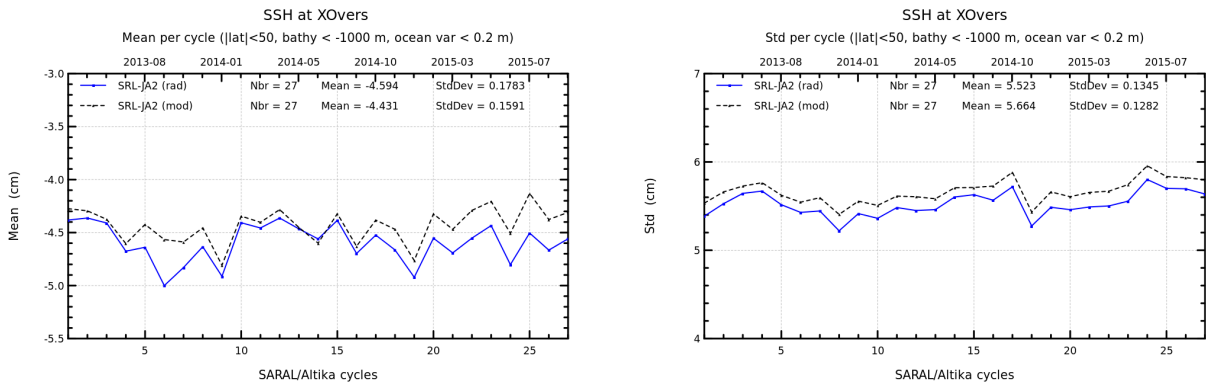 SSH at XOvers
Mean per cycle (|lat|<50, bathy < -1000 m, ocean var < 0.2 m)
2013-08 2014-01 2014-05 2014-10 2015-03 2015-07
-3.0
SRL-JA2 (rad) Nbr = 27 Mean = -4.594 StdDev = 0.1783
SRL-JA2 (mod) Nbr = 27 Mean = -4.431 StdDev = 0.1591
-3.5
-4.0
-4.5
-5.0
-5.5
Mean (cm)
5 10 15 20 25
SARAL/Altika cycles
SSH at XOvers
Std per cycle (|lat|<50, bathy < -1000 m, ocean var < 0.2 m)
2013-08 2014-01 2014-05 2014-10 2015-03 2015-07
7
SRL-JA2 (rad) Nbr = 27 Mean = 5.523 StdDev = 0.1345
SRL-JA2 (mod) Nbr = 27 Mean = 5.664 StdDev = 0.1282
6
5
4
Std (cm)
5 10 15 20 25
SARAL/Altika cycles